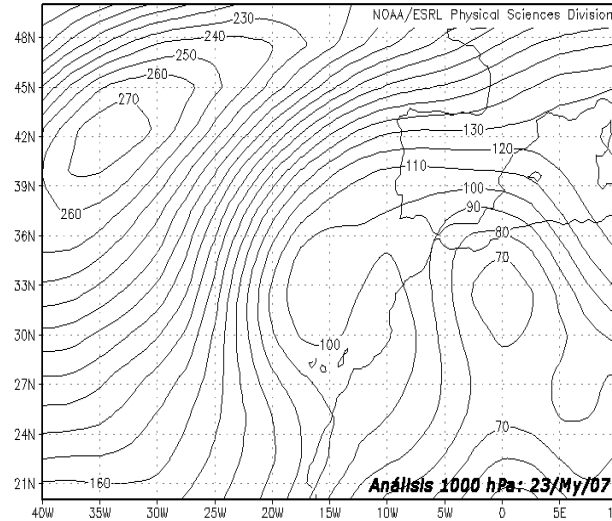 NOAA/ESRL Physical Sciences Division
230
240
250
260
270
260
130
120
110
100
90
80
70
100
70
160
48N
45N
42N
39N
36N
33N
30N
27N
24N
21N
40W
35W
30W
25W
20W
15W
10W
5W
0
5E
Análisis 1000 hPa: 23/My/07